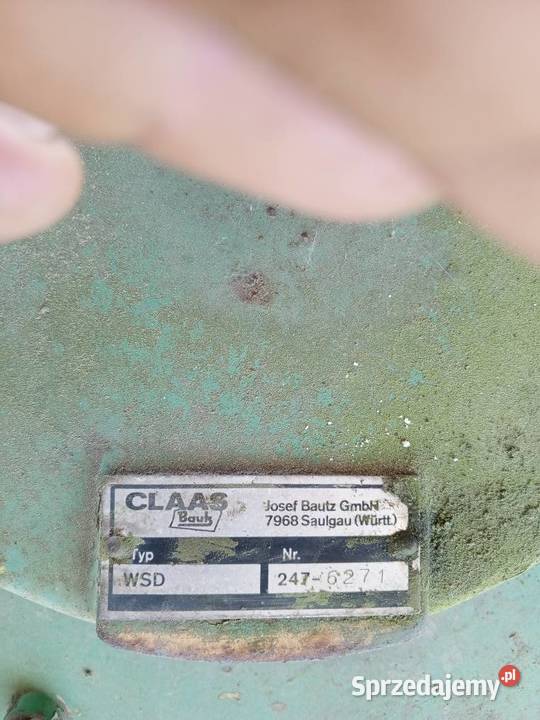 CLAAS
Bautz
Josef Bautz GmbH
7968 Saulgau (Württ.)
Typ Nr.
WSD 247-6271
Sprzedajemy.pl